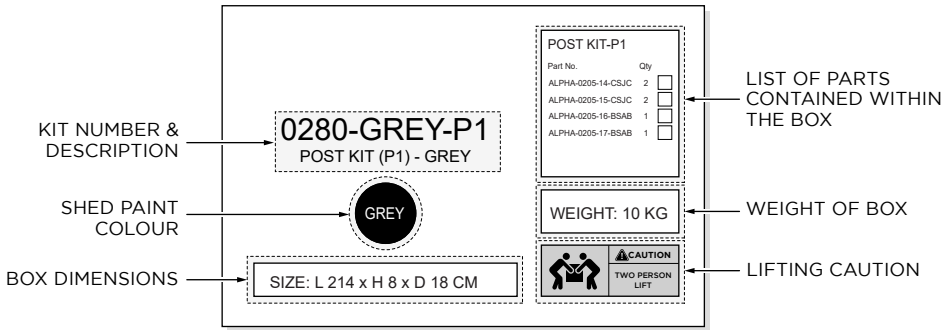 KIT NUMBER &
DESCRIPTION
SHED PAINT
COLOUR
BOX DIMENSIONS
0280-GREY-P1
POST KIT (P1) - GREY
GREY
SIZE: L 214 x H 8 x D 18 CM
POST KIT-P1
Part No. Qty
ALPHA-0205-14-CSJC 2
ALPHA-0205-15-CSJC 2
ALPHA-0205-16-BSAB 1
ALPHA-0205-17-BSAB 1
WEIGHT: 10 KG
CAUTION
TWO PERSON
LIFT
LIST OF PARTS
CONTAINED WITHIN
THE BOX
WEIGHT OF BOX
LIFTING CAUTION